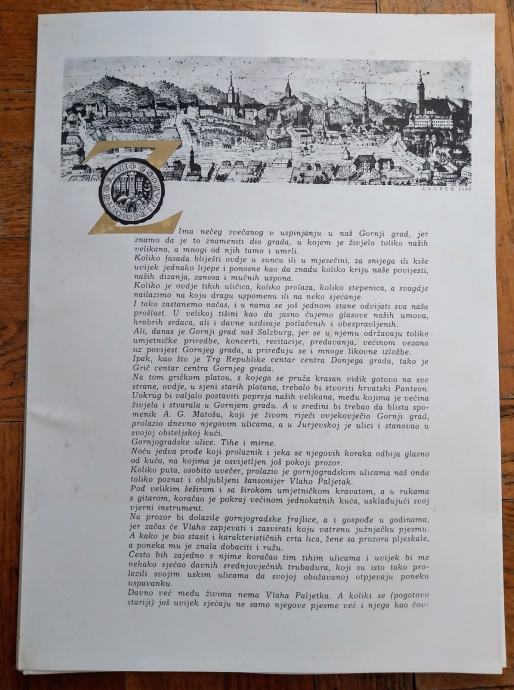 Z
ZAGREB
Ima nečeg svečanog u uspinjanju u naš Gornji grad, jer
znamo da je to znameniti dio grada, u kojem je živjelo toliko naših
velikana, a mnogi od njih tamo i umrli.
Koliko fasada bliješti ovdje u suncu ili u mjesečini, za snijega ili kiše
uvijek jednako lijepe i ponosne kao da znadu koliko kriju naše povijesti,
naših dizanja, zanosa i mučnih uspona.
Koliko je ovdje tihih uličica, koliko prolaza, koliko stepenica, a svagdje
nailazimo na koju dragu uspomenu ili na neko sjećanje.
I tako zastanemo načas, i u nama se još jednom stane odvijati sva naša
prošlost. U velikoj tišini kao da jasno čujemo glasove naših umova,
hrabrih srdaca, ali i davne uzdisaje potlačenih i obespravljenih.
Ali, danas je Gornji grad naš Salzburg, jer se u njemu održavaju tolike
umjetničke priredbe, koncerti, recitacije, predavanja, većinom vezana
uz povijest Gornjeg grada, a priređuju se i mnoge likovne izložbe.
Ipak, kao što je Trg Republike centar centra Donjega grada, tako je
Grič centar centra Gornjeg grada.
Na tom gričkom platou, s kojega se pruža krasan vidik gotovo na sve
strane, ovdje, u sjeni starih platana, trebalo bi stvoriti hrvatski Panteon.
Uokrug bi valjalo postaviti poprsja naših velikana, među kojima je većina
živjela i stvarala u Gornjem gradu. A u sredini bi trebao da blista spo-
menik A. G. Matošu, koji je živom riječi ovjekovječio Gornji grad,
prolazio dnevno njegovim ulicama, a u Jurjevskoj je ulici i stanovao u
svojoj obiteljskoj kući.
Gornjogradske ulice. Tihe i mirne.
Noću jedva prođe koji prolaznik i jeka se njegovih koraka odbija glasno
od kuća, na kojima je osvijetljen još pokoji prozor.
Koliko puta, osobito uvečer, prolazio je gornjogradskim ulicama naš onda
toliko poznat i obljubljeni šansonijer Vlaho Paljetak.
Pod velikim šeširom i sa širokom umjetničkom kravatom, a u rukama
s gitarom, koračao je pokraj većinom jednokatnih kuća, usklađujući svoj
vjerni instrument.
Na prozor bi dolazile gornjogradske frajlice, a i gospođe u godinama,
jer začas će Vlaho zapjevati i zasvirati koju vatrenu južnjačku pjesmu.
A kako je bio stasit i karakterističnih crta lica, žene sa prozora pljeskale,
a poneka mu je znala dobaciti i ružu.
Često bih zajedno s njime koračao tim tihim ulicama i uvijek bi me
nekako sjećao davnih srednjovječnih trubadura, koji su isto tako pro-
lazili svojim uskim ulicama da svojoj obožavanoj otpjevaju poneku
uspavanku.
Davno već među živima nema Vlaha Paljetka. A koliki se (pogotovo
stariji) još uvijek sjećaju ne samo njegove pjesme već i njega kao čov-